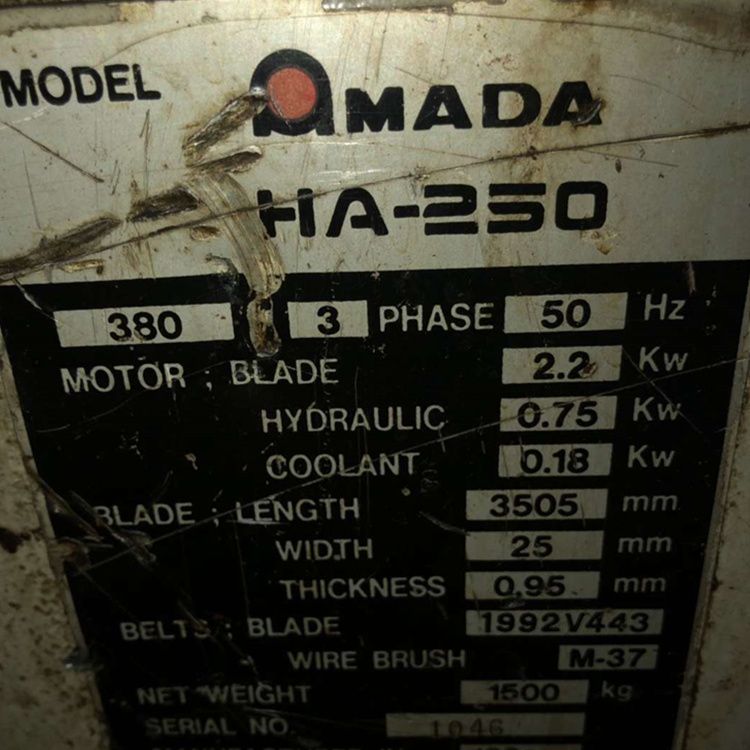 MODEL AMADA
HA-250
380 3 PHASE 50 Hz
MOTOR ; BLADE 2.2 Kw
HYDRAULIC 0.75 Kw
COOLANT 0.18 Kw
BLADE ; LENGTH 3505 mm
WIDTH 25 mm
THICKNESS 0.95 mm
BELTS ; BLADE 1992V443
WIRE BRUSH M-37
NET WEIGHT 1500 kg
SERIAL NO. 1046